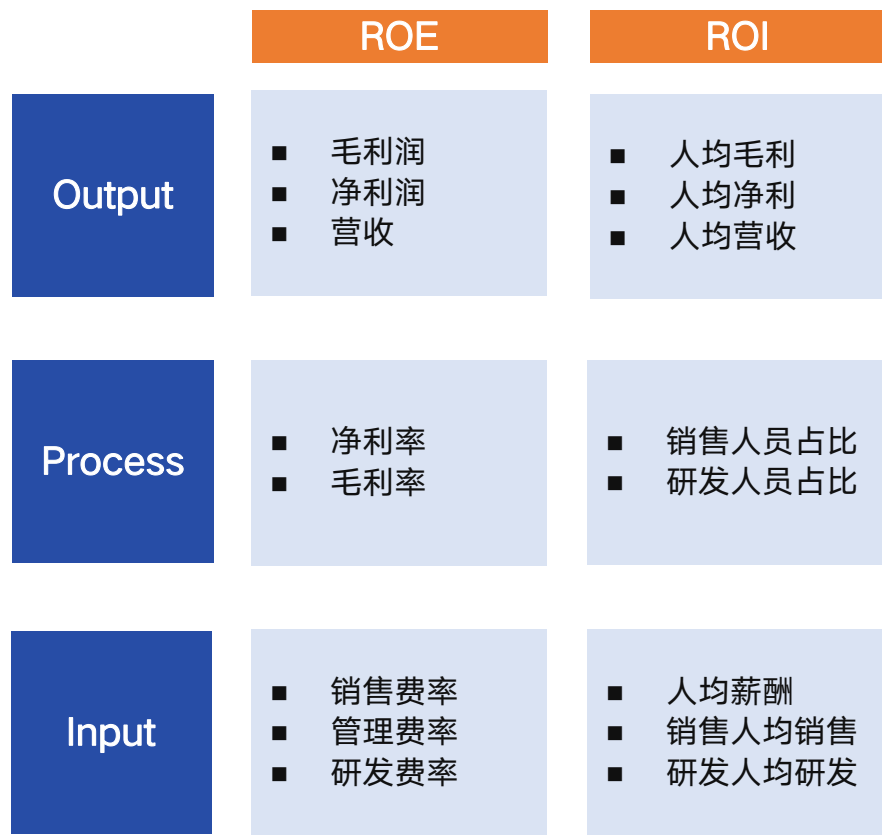 ROE
ROI
Output
■ 毛利润
■ 净利润
■ 营收
■ 人均毛利
■ 人均净利
■ 人均营收
Process
■ 净利率
■ 毛利率
■ 销售人员占比
■ 研发人员占比
Input
■ 销售费率
■ 管理费率
■ 研发费率
■ 人均薪酬
■ 销售人均销售
■ 研发人均研发